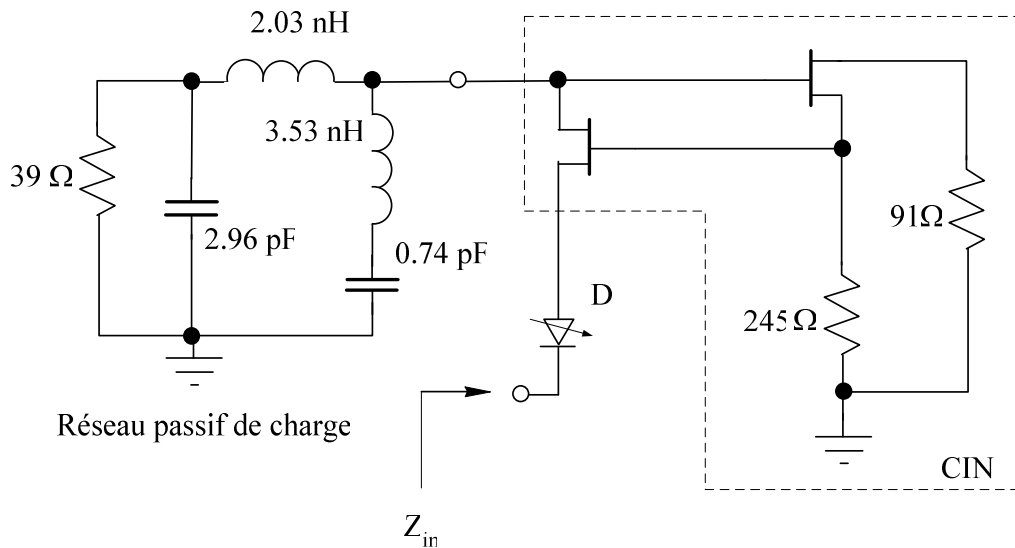 2.03 nH
3.53 nH
39 Ω
2.96 pF
0.74 pF
D
91Ω
245Ω
Réseau passif de charge
CIN
Zin